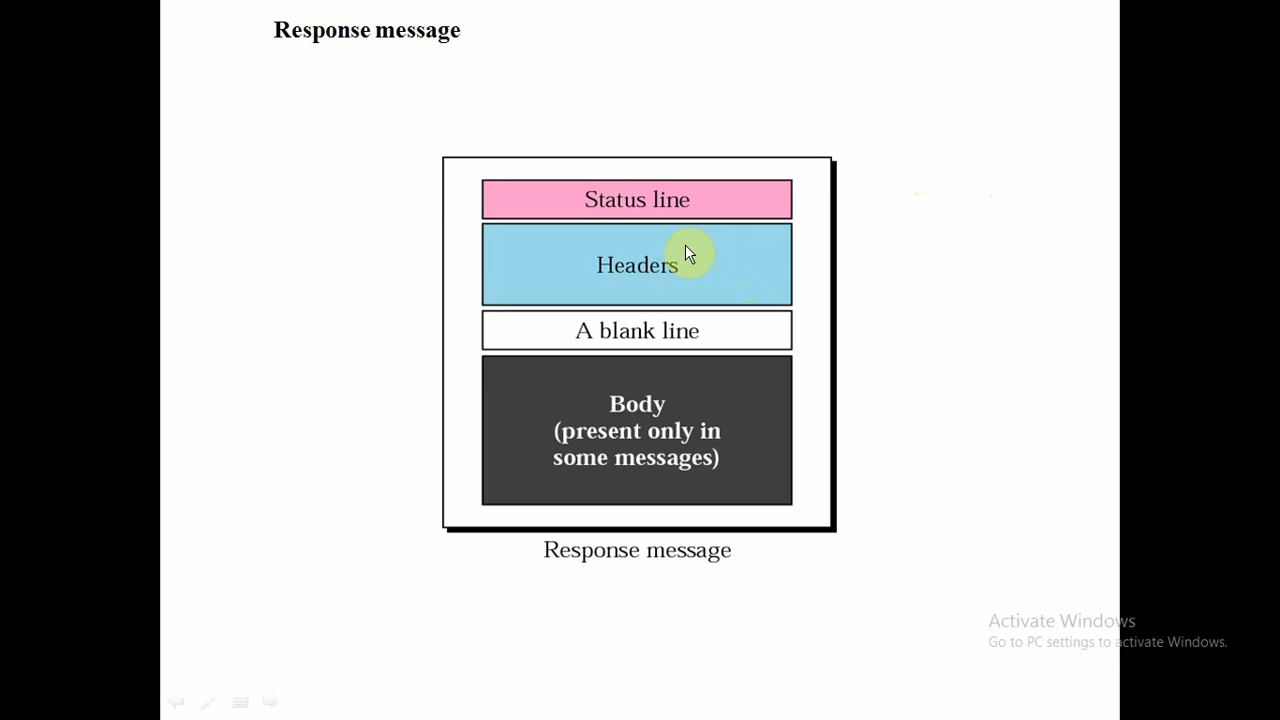 Response message
Status line
Headers
A blank line
Body
(present only in
some messages)
Response message
Activate Windows
Go to PC settings to activate Windows.